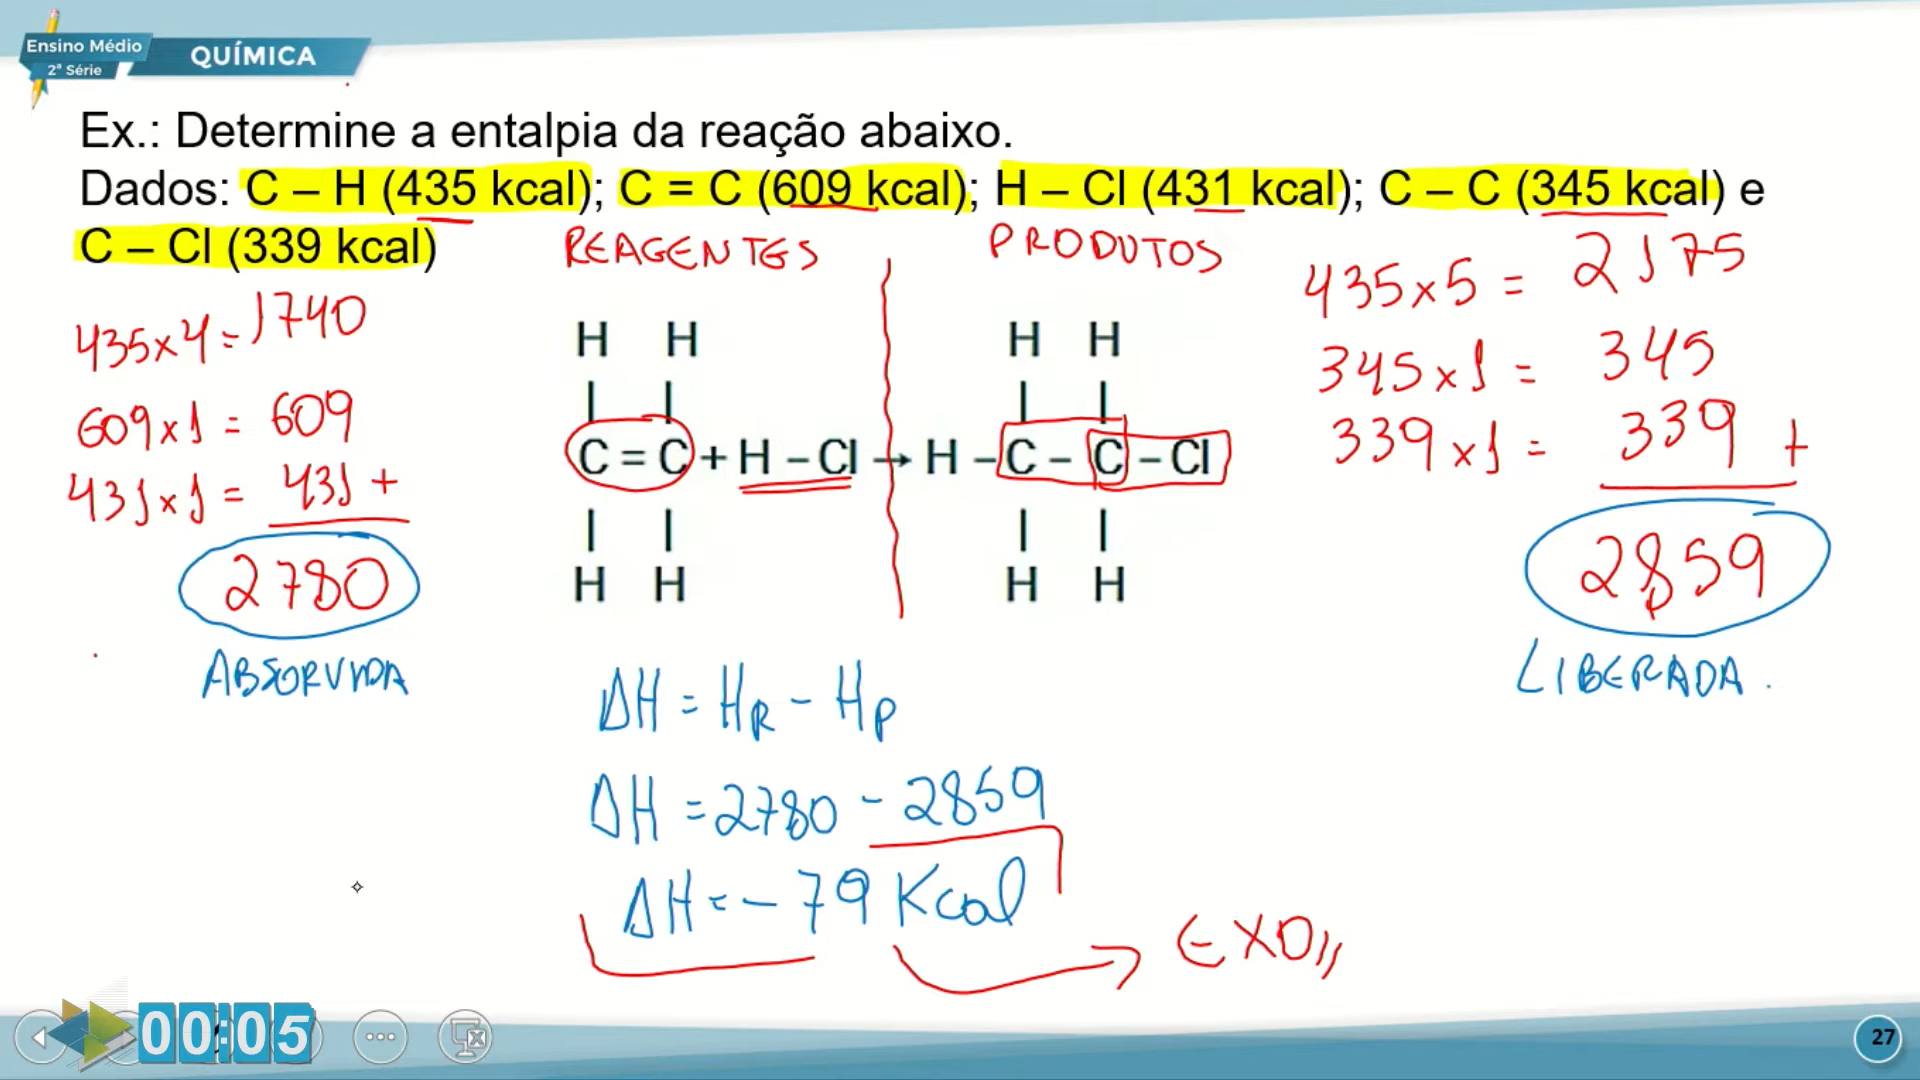 Ensino Médio
2ª Série
QUÍMICA
Ex.: Determine a entalpia da reação abaixo.
Dados: C – H (435 kcal); C = C (609 kcal); H – Cl (431 kcal); C – C (345 kcal) e
C – Cl (339 kcal)
REAGENTES
PRODUTOS
435x4=1740
609x1 = 609
431x1 = 431 +
2780
ABSORVIDA
H H
| |
C = C + H – Cl → H – C – C – Cl
| |
H H
H H
| |
| |
H H
435x5 = 2175
345x1 = 345
339x1 = 339 +
2859
LIBERADA.
ΔH = HR - HP
ΔH = 2780 - 2859
ΔH = - 79 Kcal
EXO,,
00:05
27